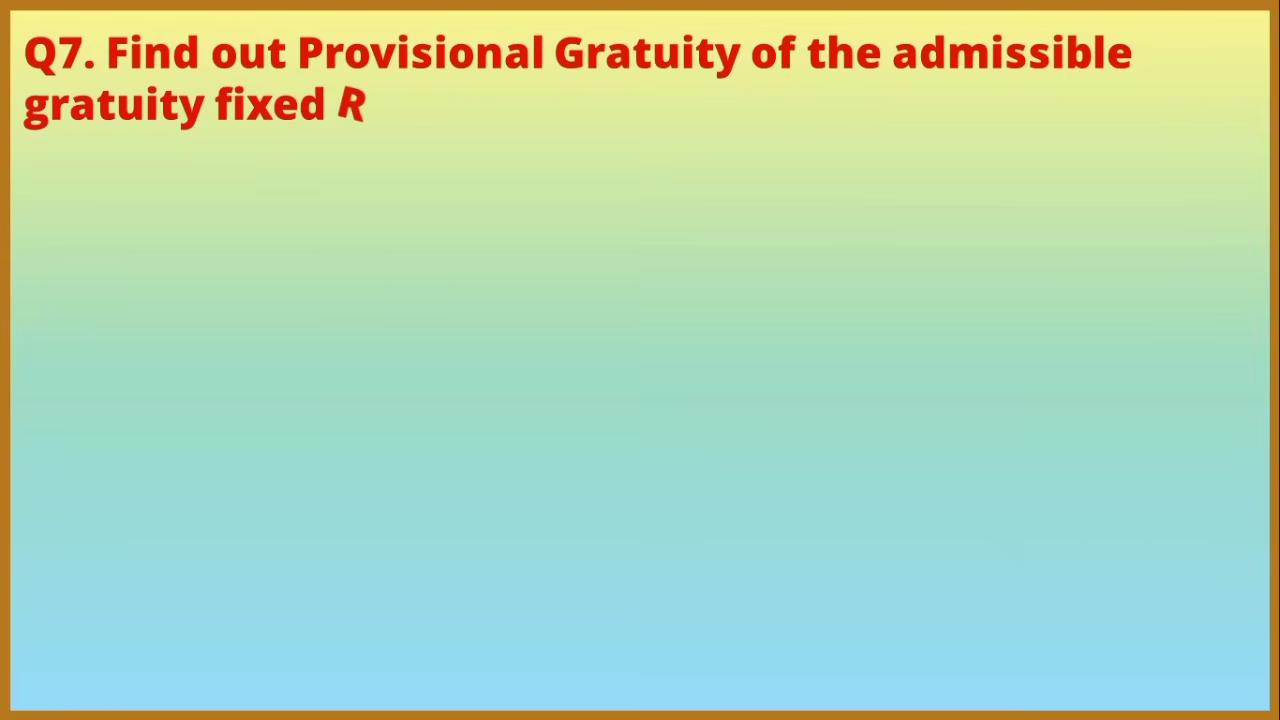 Q7. Find out Provisional Gratuity of the admissible
gratuity fixed R